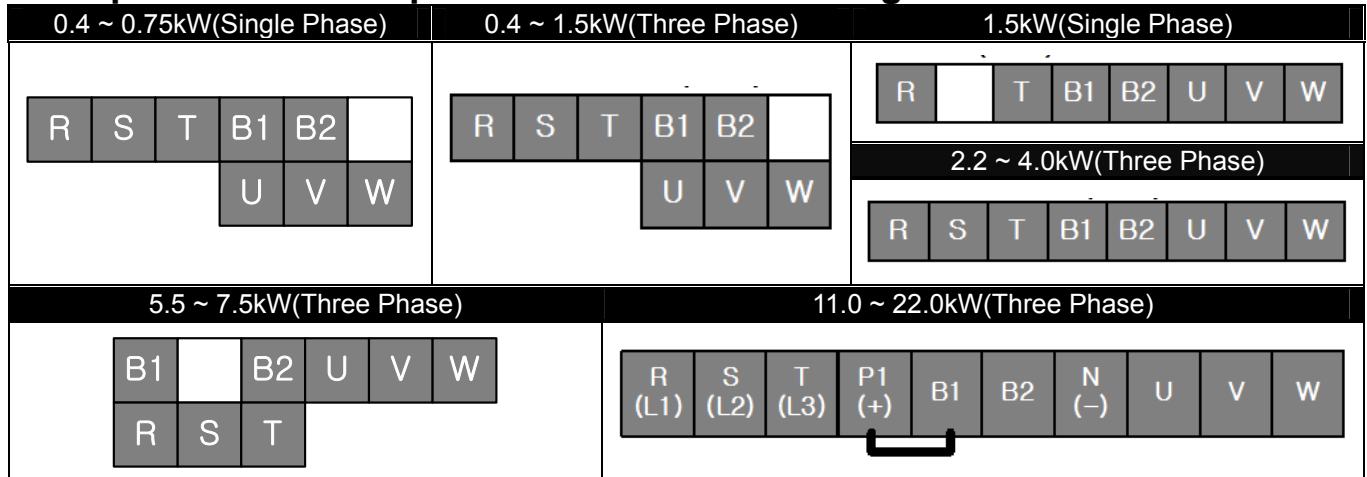 0.4 ~ 0.75kW(Single Phase)
R S T B1 B2
U V W
0.4 ~ 1.5kW(Three Phase)
R S T B1 B2
U V W
1.5kW(Single Phase)
R T B1 B2 U V W
2.2 ~ 4.0kW(Three Phase)
R S T B1 B2 U V W
5.5 ~ 7.5kW(Three Phase)
B1 B2 U V W
R S T
11.0 ~ 22.0kW(Three Phase)
R S T P1 B1 B2 N U V W
(L1) (L2) (L3) (+) (−)